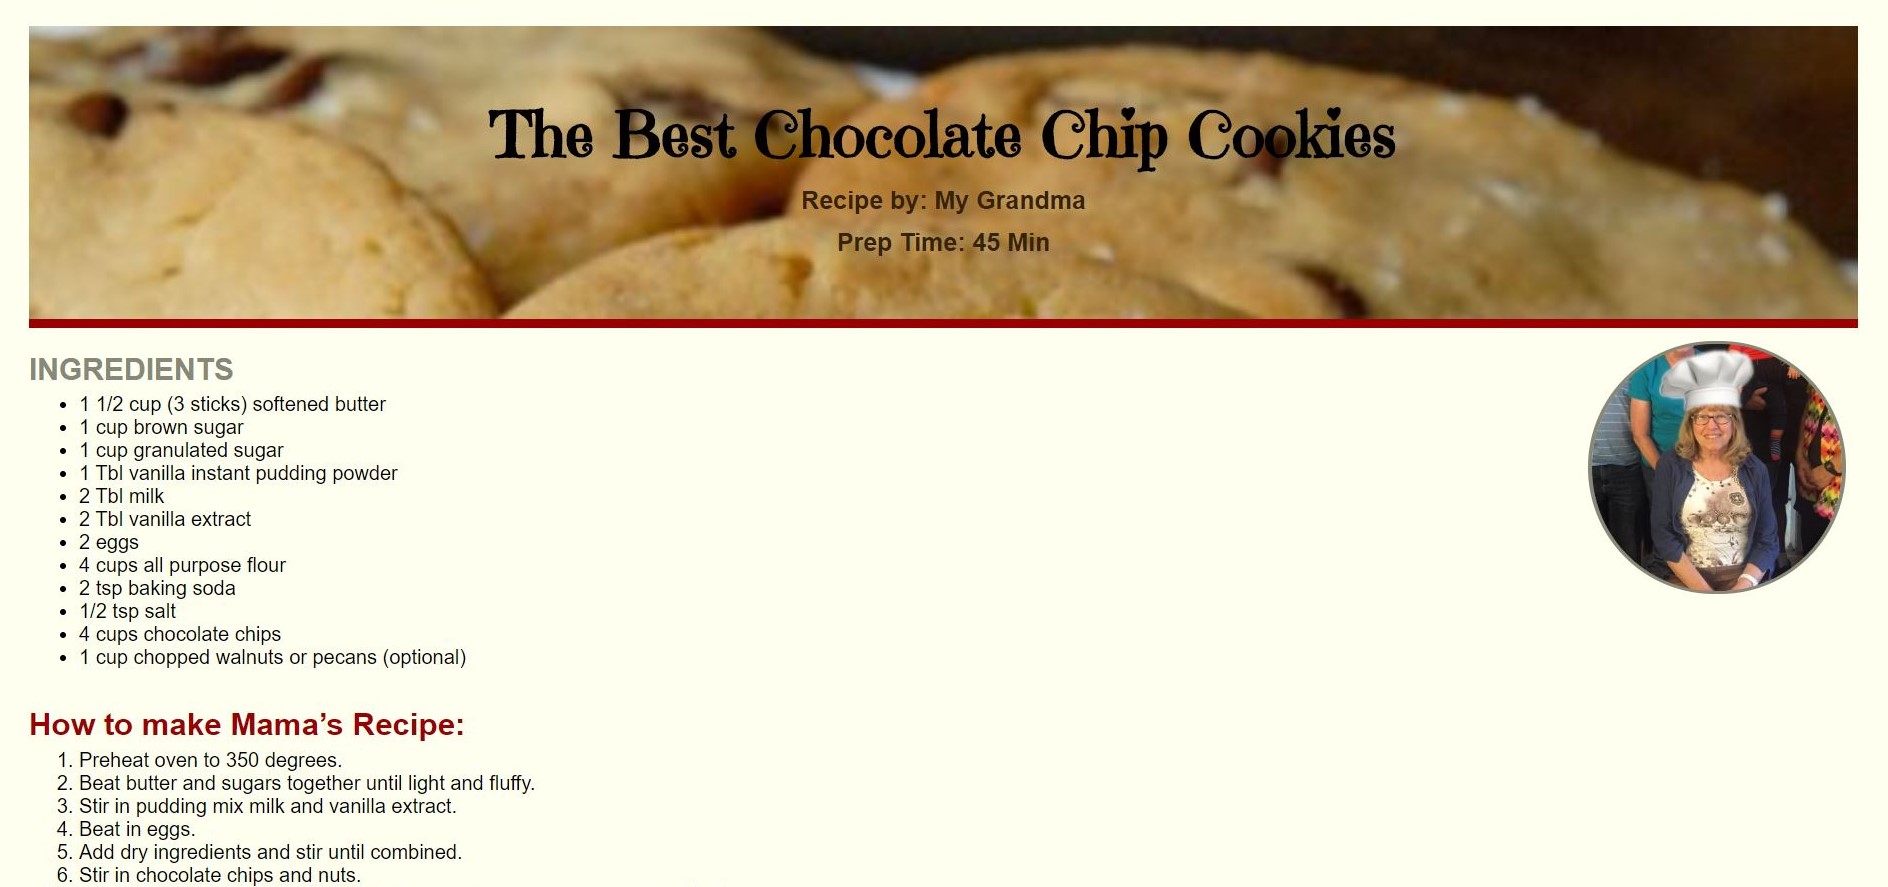 The Best Chocolate Chip Cookies
Recipe by: My Grandma
Prep Time: 45 Min
INGREDIENTS
• 1 1/2 cup (3 sticks) softened butter
• 1 cup brown sugar
• 1 cup granulated sugar
• 1 Tbl vanilla instant pudding powder
• 2 Tbl milk
• 2 Tbl vanilla extract
• 2 eggs
• 4 cups all purpose flour
• 2 tsp baking soda
• 1/2 tsp salt
• 4 cups chocolate chips
• 1 cup chopped walnuts or pecans (optional)
How to make Mama’s Recipe:
1. Preheat oven to 350 degrees.
2. Beat butter and sugars together until light and fluffy.
3. Stir in pudding mix milk and vanilla extract.
4. Beat in eggs.
5. Add dry ingredients and stir until combined.
6. Stir in chocolate chips and nuts.